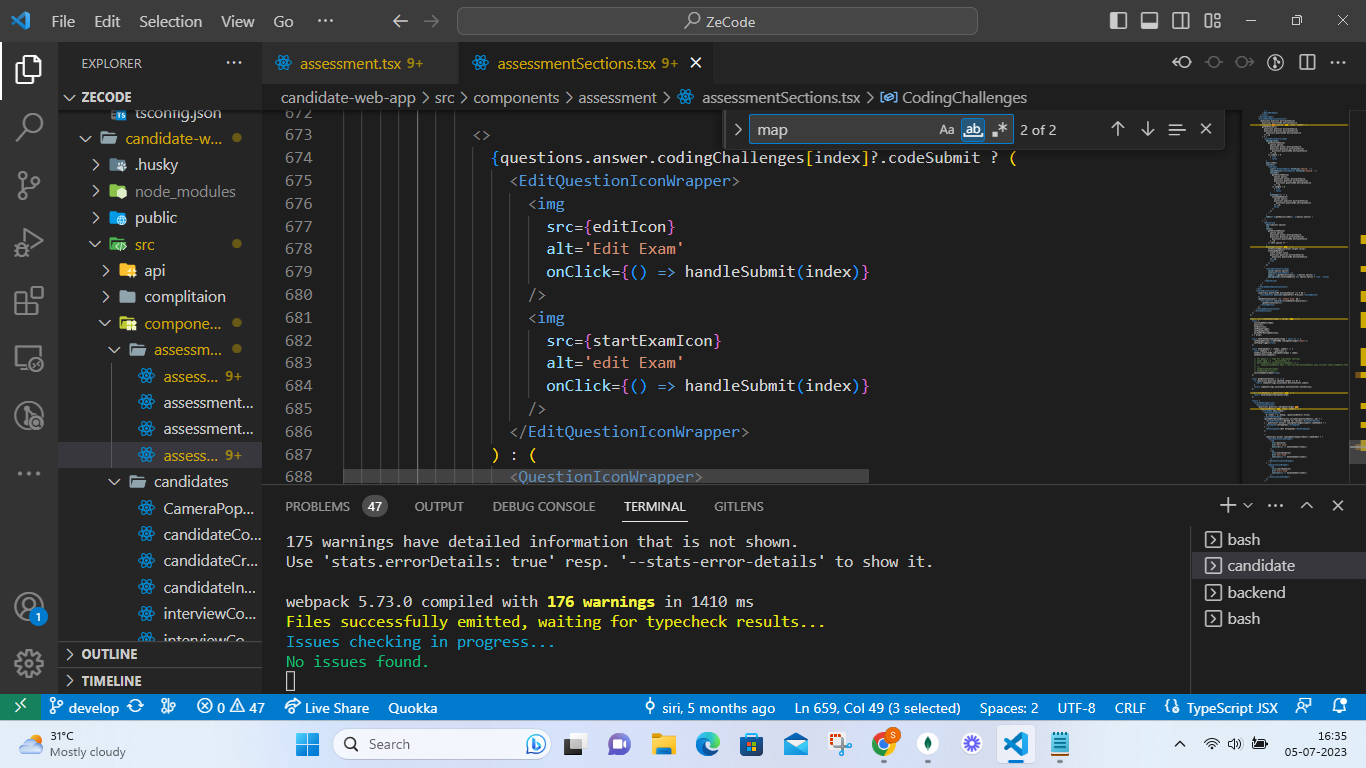 File Edit Selection View Go ··· ZeCode
EXPLORER ···
assessment.tsx 9+
assessmentSections.tsx 9+
ZECODE
tsconfig.json
candidate-w...
.husky
node_modules
public
src
api
complitaion
compone...
assessm...
assess... 9+
assessment...
assessment...
assess... 9+
candidates
CameraPop...
candidateCo...
candidateCr...
candidateIn...
interviewCo...
interviewCo...
OUTLINE
TIMELINE
1
candidate-web-app > src > components > assessment > assessmentSections.tsx > CodingChallenges
map Aa ab 2 of 2
672
673 <>
674 {questions.answer.codingChallenges[index]?.codeSubmit ? (
675 <EditQuestionIconWrapper>
676 <img
677 src={editIcon}
678 alt='Edit Exam'
679 onClick={() => handleSubmit(index)}
680 />
681 <img
682 src={startExamIcon}
683 alt='edit Exam'
684 onClick={() => handleSubmit(index)}
685 />
686 </EditQuestionIconWrapper>
687 ) : (
688 <QuestionIconWrapper>
PROBLEMS 47 OUTPUT DEBUG CONSOLE TERMINAL GITLENS
175 warnings have detailed information that is not shown.
Use 'stats.errorDetails: true' resp. '--stats-error-details' to show it.
webpack 5.73.0 compiled with 176 warnings in 1410 ms
Files successfully emitted, waiting for typecheck results...
Issues checking in progress...
No issues found.
bash
candidate
backend
bash
develop 0 47 Live Share Quokka siri, 5 months ago Ln 659, Col 49 (3 selected) Spaces: 2 UTF-8 CRLF TypeScript JSX
31°C
Mostly cloudy
Search
S
16:35
05-07-2023